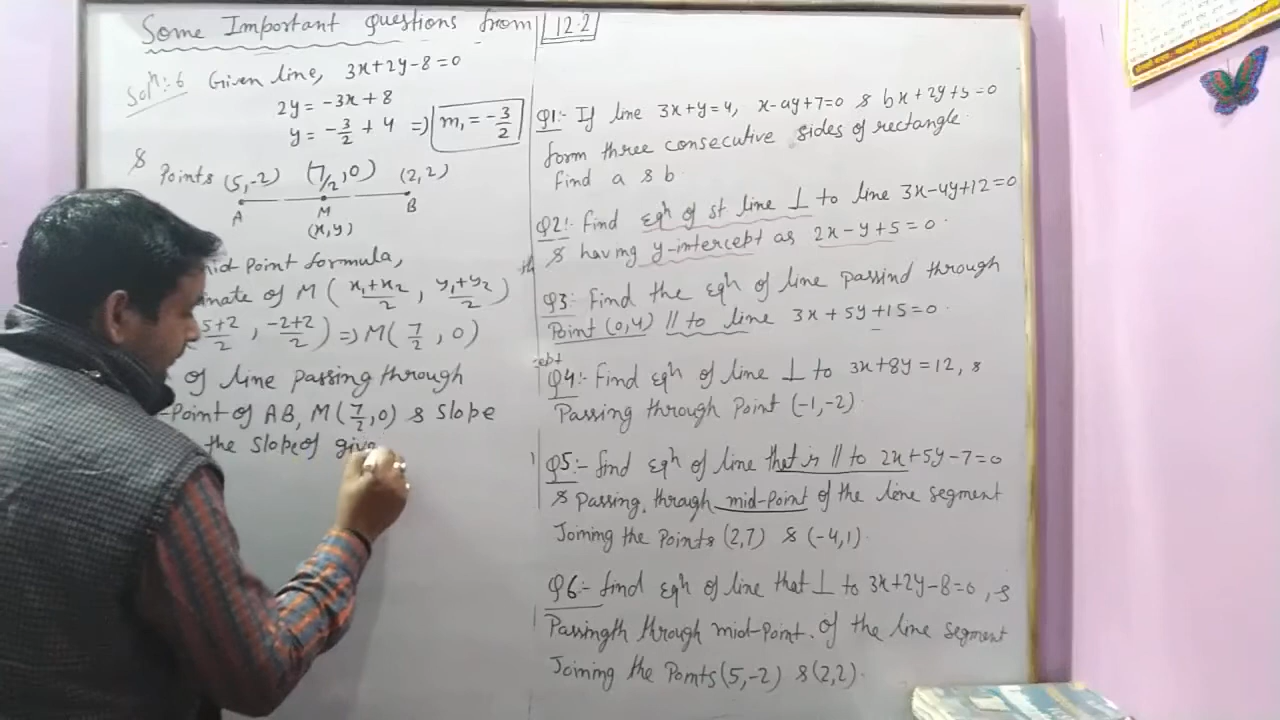 Some Important questions from 12.2
Solⁿ:6 Given line, 3x+2y-8=0
2y = -3x+8
y = -3/2 + 4 => m₁ = -3/2
& Points (5,-2) (7/2,0) (2,2)
A M B
(x,y)
mid Point formula,
nate of M ( x₁+x₂/2 , y₁+y₂/2 )
5+2/2 , -2+2/2 ) => M( 7/2 , 0)
of line passing through
-Point of AB, M(7/2,0) & Slope
the slope of give
Q1:- If line 3x+y=4, x-ay+7=0 & bx+2y+5=0
form three consecutive sides of rectangle.
Find a & b
Q2:- Find eqⁿ of st line ⊥ to line 3x-4y+12=0
& having y-intercept as 2x-y+5=0
Q3:- Find the eqⁿ of line passind through
Point (0,4) // to line 3x+5y+15=0
Q4:- Find eqⁿ of line ⊥ to 3x+8y=12, &
Passing through Point (-1,-2)
Q5:- find eqⁿ of line that is // to 2x+5y-7=0
& Passing through mid-Point of the line segment
Joining the Points (2,7) & (-4,1).
Q6:- find eqⁿ of line that ⊥ to 3x+2y-8=0, &
Passingth through mid-Point. of the line segment
Joining the Points (5,-2) & (2,2).